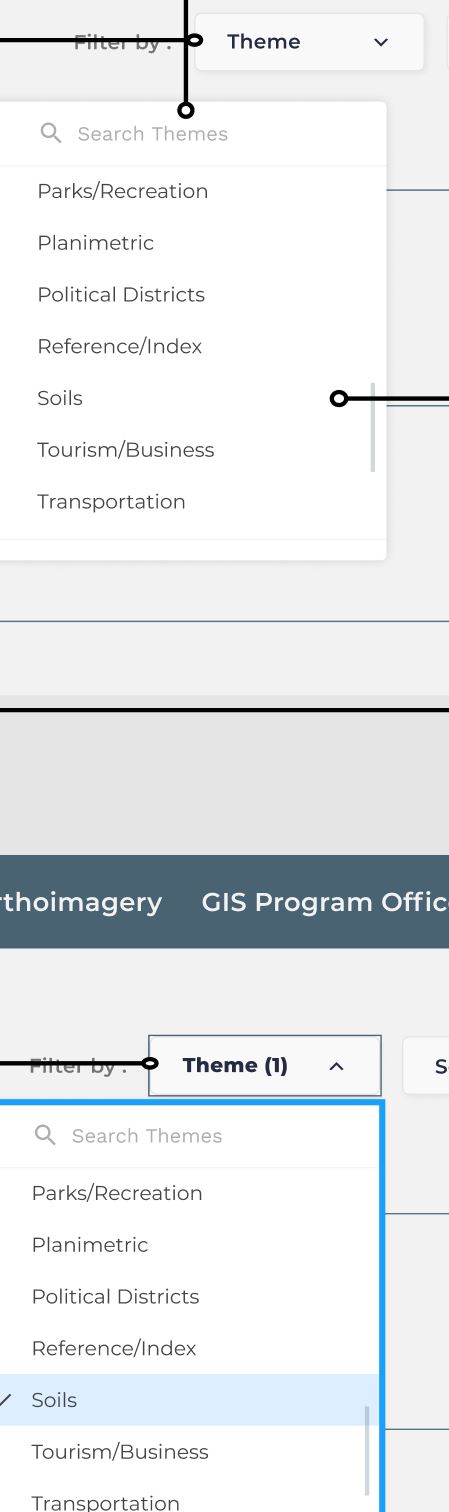 Filter by : Theme
Search Themes
Parks/Recreation
Planimetric
Political Districts
Reference/Index
Soils
Tourism/Business
Transportation
rthoimagery GIS Program Offic
Filter by : Theme (1) S
Search Themes
Parks/Recreation
Planimetric
Political Districts
Reference/Index
Soils
Tourism/Business
Transportation